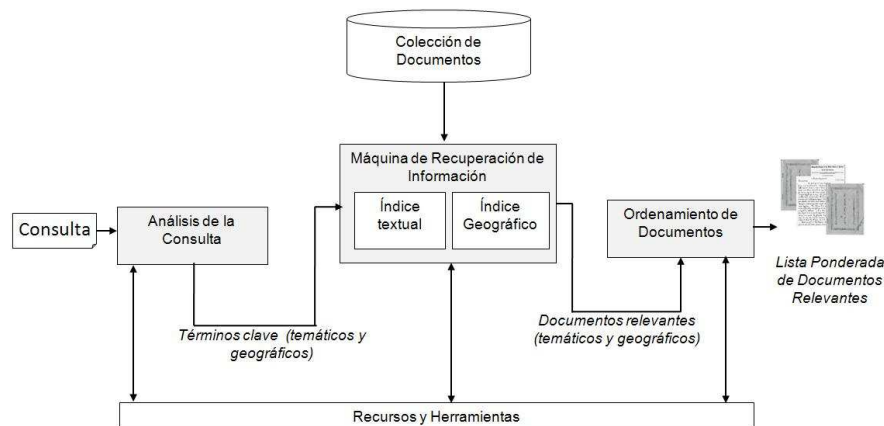 Colección de
Documentos
Máquina de Recuperación de
Información
Índice
textual
Índice
Geográfico
Consulta
Análisis de la
Consulta
Ordenamiento de
Documentos
Lista Ponderada
de Documentos
Relevantes
Términos clave (temáticos y
geográficos)
Documentos relevantes
(temáticos y geográficos)
Recursos y Herramientas